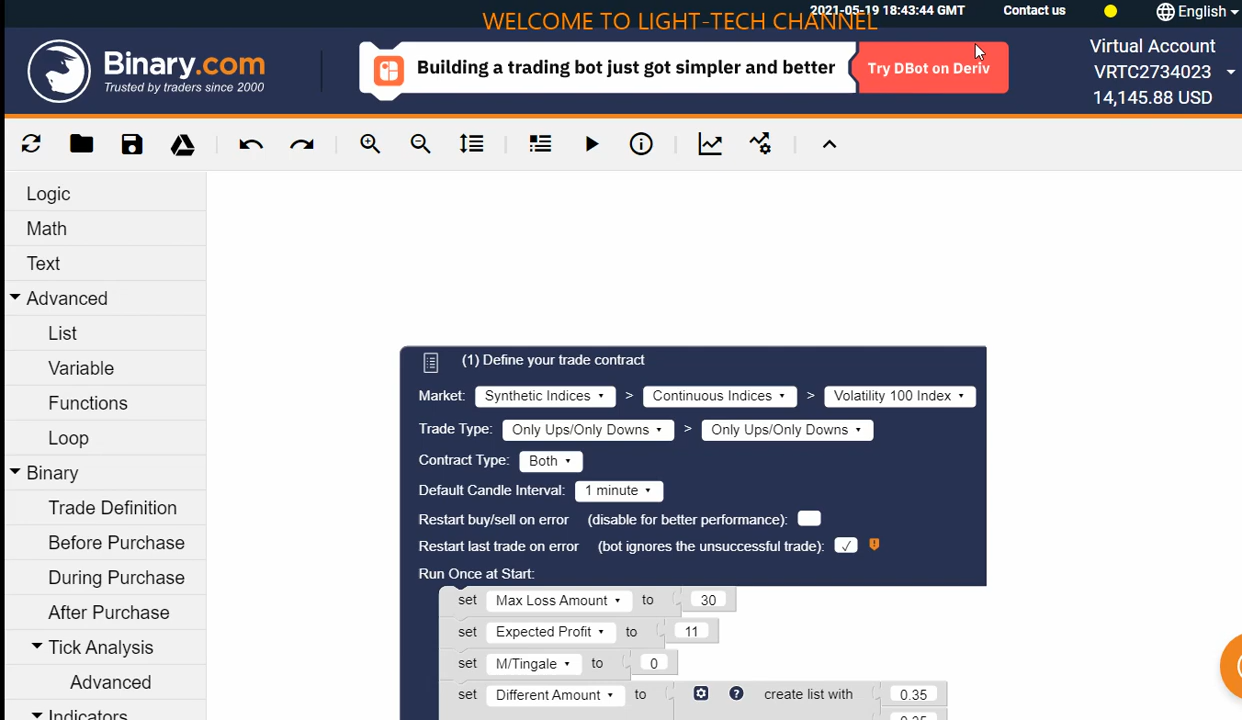 2021-05-19 18:43:44 GMT
Contact us
English
WELCOME TO LIGHT-TECH CHANNEL
Binary.com
Trusted by traders since 2000
Building a trading bot just got simpler and better
Try DBot on Deriv
Virtual Account
VRTC2734023
14,145.88 USD
Logic
Math
Text
Advanced
List
Variable
Functions
Loop
Binary
Trade Definition
Before Purchase
During Purchase
After Purchase
Tick Analysis
Advanced
Indicators
(1) Define your trade contract
Market: Synthetic Indices > Continuous Indices > Volatility 100 Index
Trade Type: Only Ups/Only Downs > Only Ups/Only Downs
Contract Type: Both
Default Candle Interval: 1 minute
Restart buy/sell on error (disable for better performance):
Restart last trade on error (bot ignores the unsuccessful trade): ✓
Run Once at Start:
set Max Loss Amount to 30
set Expected Profit to 11
set M/Tingale to 0
set Different Amount to create list with 0.35
0.35